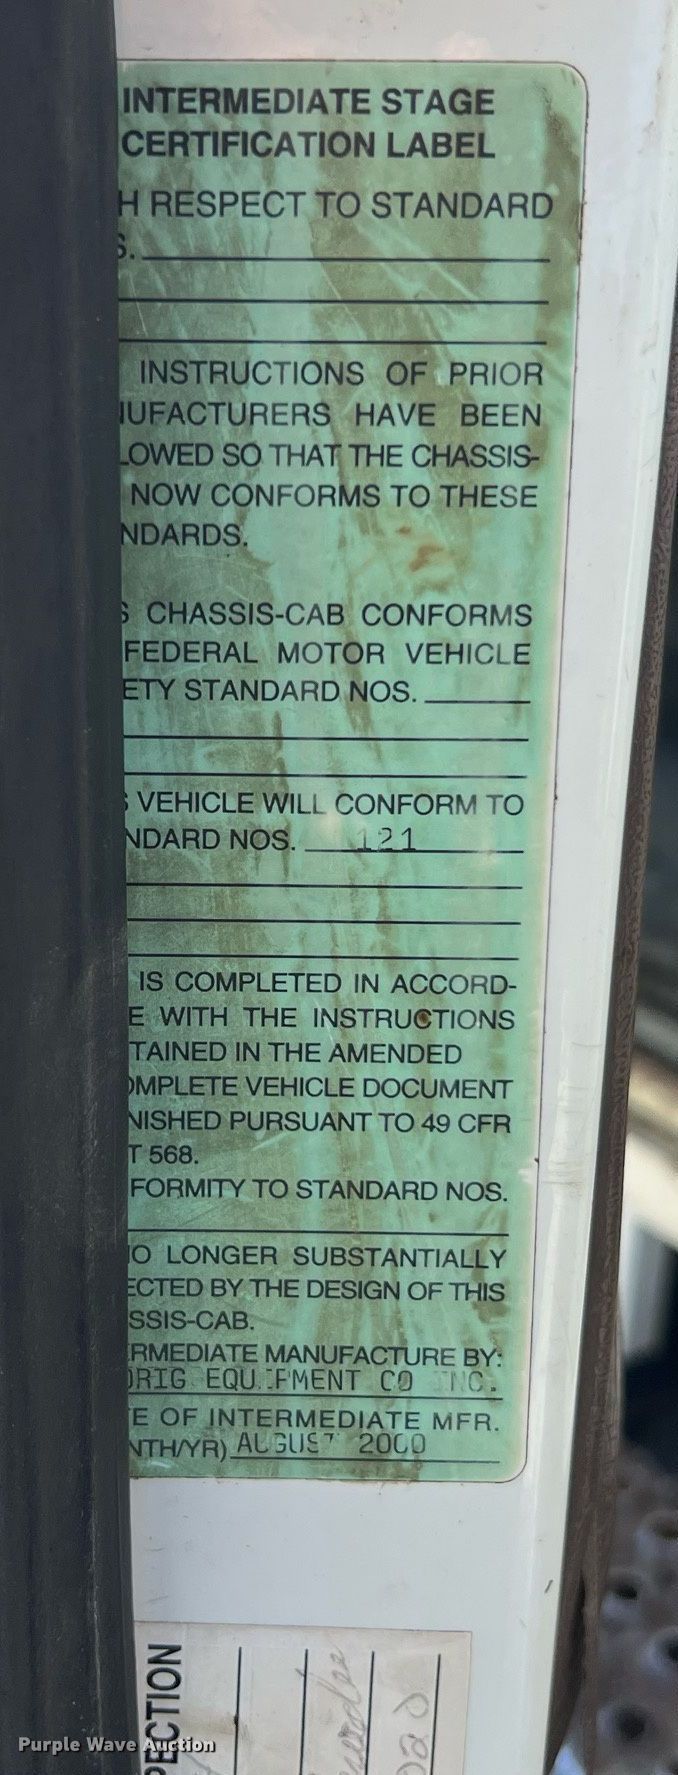 INTERMEDIATE STAGE
CERTIFICATION LABEL
H RESPECT TO STANDARD
S.
INSTRUCTIONS OF PRIOR
NUFACTURERS HAVE BEEN
LOWED SO THAT THE CHASSIS-
NOW CONFORMS TO THESE
NDARDS.
S CHASSIS-CAB CONFORMS
FEDERAL MOTOR VEHICLE
ETY STANDARD NOS.
S VEHICLE WILL CONFORM TO
NDARD NOS. 121
IS COMPLETED IN ACCORD-
E WITH THE INSTRUCTIONS
TAINED IN THE AMENDED
OMPLETE VEHICLE DOCUMENT
NISHED PURSUANT TO 49 CFR
T 568.
FORMITY TO STANDARD NOS.
NO LONGER SUBSTANTIALLY
ECTED BY THE DESIGN OF THIS
SSIS-CAB.
ERMEDIATE MANUFACTURE BY:
ORIG EQUIPMENT CO INC.
E OF INTERMEDIATE MFR.
NTH/YR) AUGUST 2000
PECTION
Purple Wave Auction